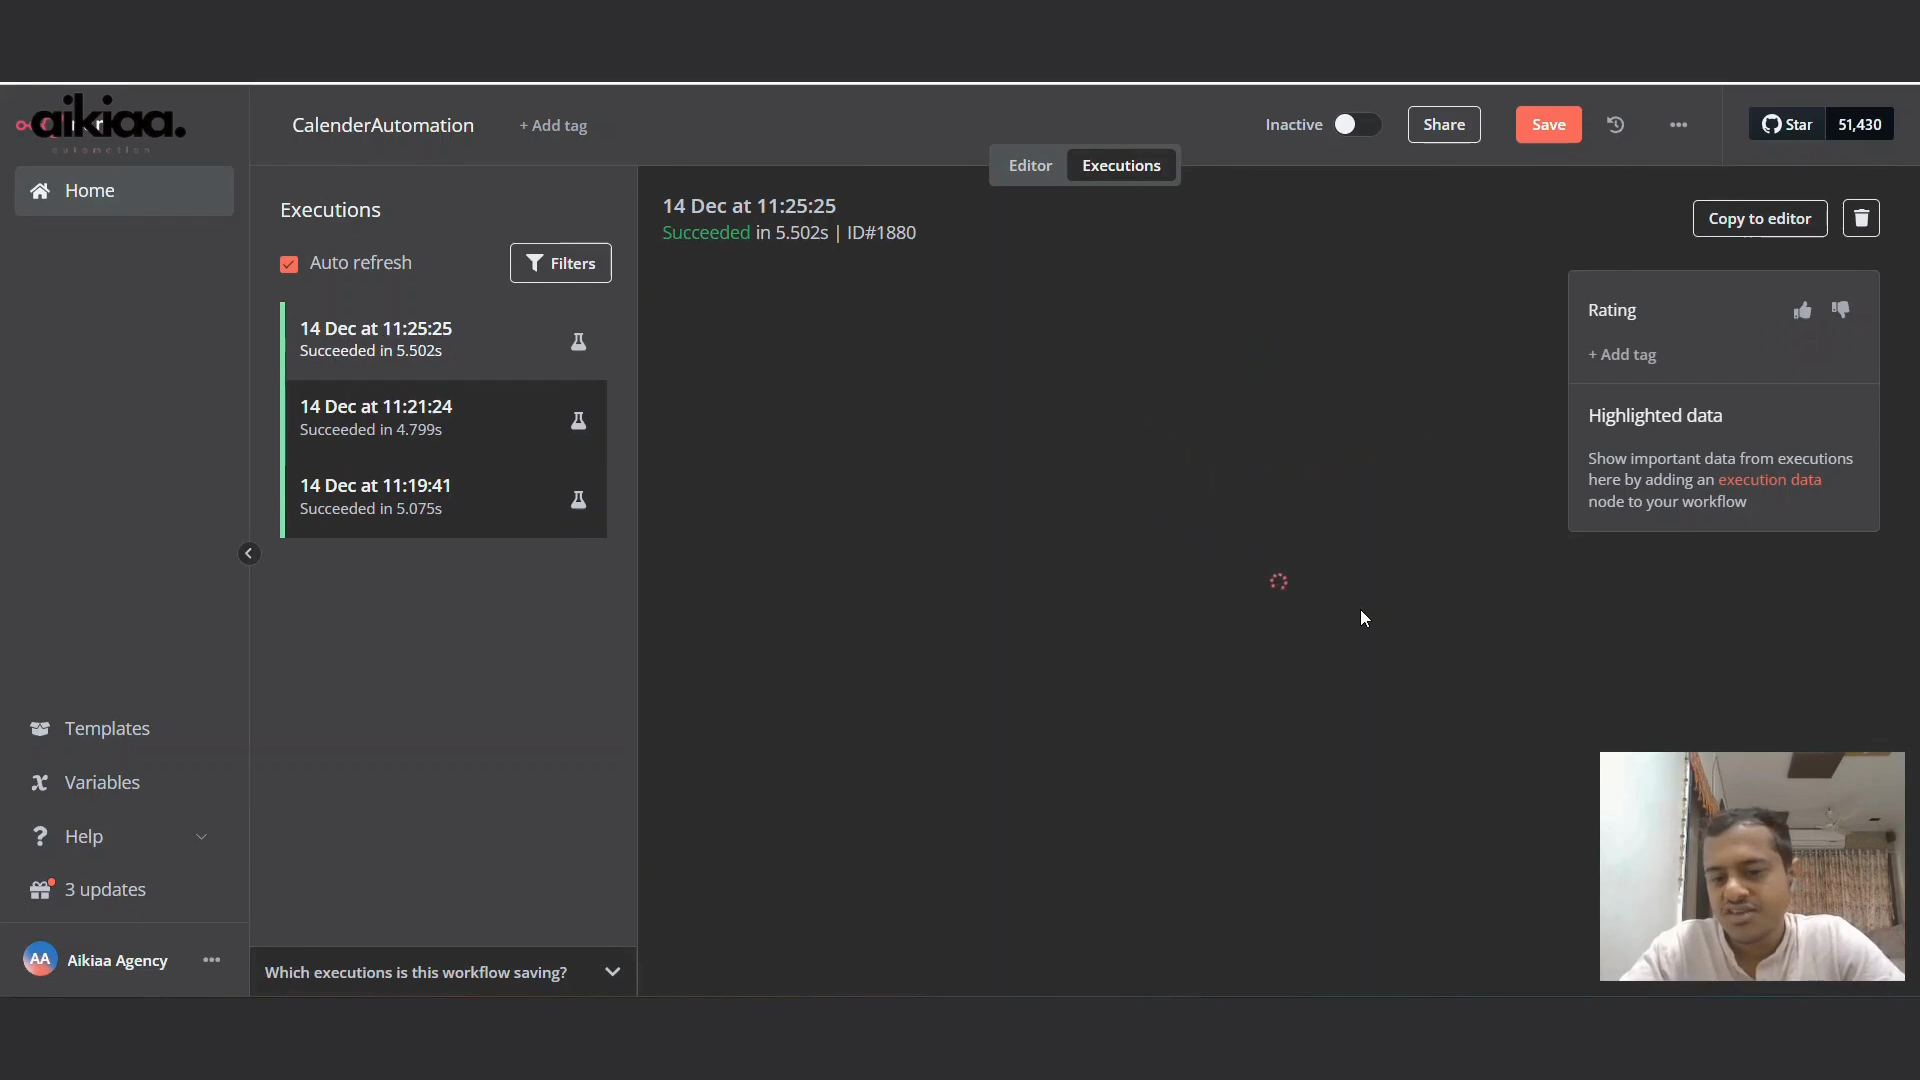 aikiaa.
automation
CalenderAutomation
+ Add tag
Inactive
Share
Save
Star
51,430
Editor
Executions
Home
Templates
Variables
Help
3 updates
AA
Aikiaa Agency
Executions
Auto refresh
Filters
14 Dec at 11:25:25
Succeeded in 5.502s
14 Dec at 11:21:24
Succeeded in 4.799s
14 Dec at 11:19:41
Succeeded in 5.075s
Which executions is this workflow saving?
14 Dec at 11:25:25
Succeeded in 5.502s | ID#1880
Copy to editor
Rating
+ Add tag
Highlighted data
Show important data from executions
here by adding an execution data
node to your workflow